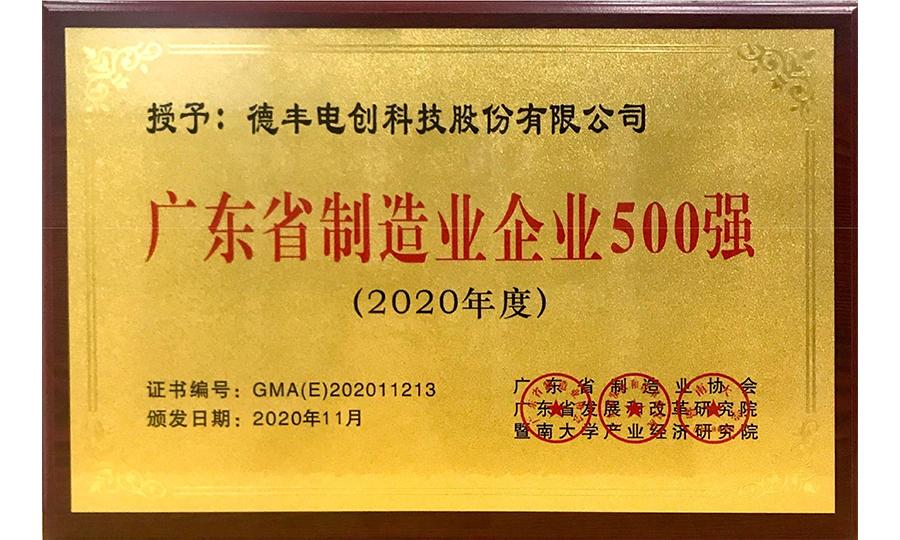 授予：德丰电创科技股份有限公司
广东省制造业企业500强
(2020年度)
证书编号：GMA(E)202011213
颁发日期：2020年11月
广东省制造业协会
广东省发展和改革研究院
暨南大学产业经济研究院